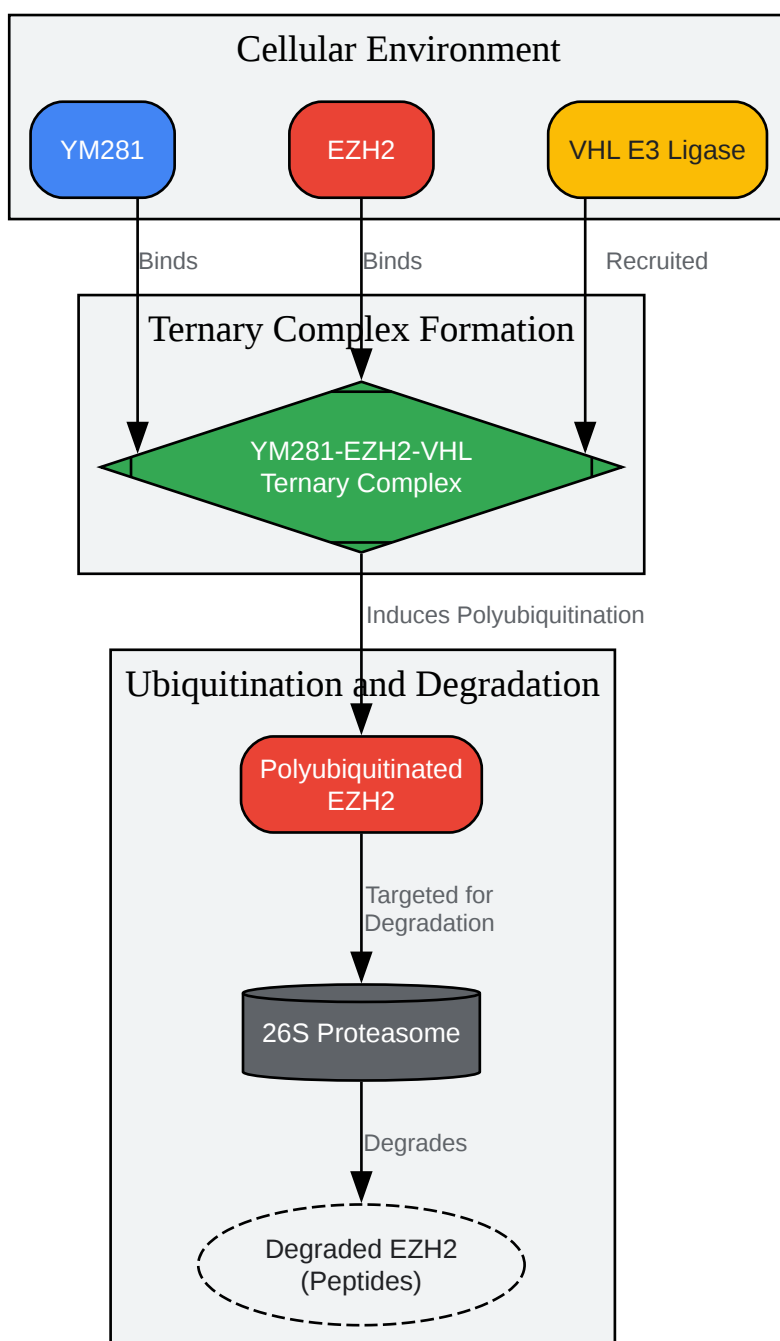 Cellular Environment
YM281
EZH2
VHL E3 Ligase
Binds
Binds
Recruited
Ternary Complex Formation
YM281-EZH2-VHL
Ternary Complex
Induces Polyubiquitination
Ubiquitination and Degradation
Polyubiquitinated
EZH2
Targeted for
Degradation
26S Proteasome
Degrades
Degraded EZH2
(Peptides)